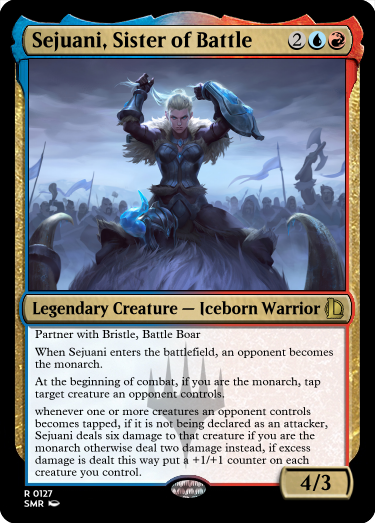 Sejuani, Sister of Battle 2
Legendary Creature — Iceborn Warrior
Partner with Bristle, Battle Boar
When Sejuani enters the battlefield, an opponent becomes
the monarch.
At the beginning of combat, if you are the monarch, tap
target creature an opponent controls.
whenever one or more creatures an opponent controls
becomes tapped, if it is not being declared as an attacker,
Sejuani deals six damage to that creature if you are the
monarch otherwise deal two damage instead, if excess
damage is dealt this way put a +1/+1 counter on each
creature you control.
4/3
R 0127
SMR